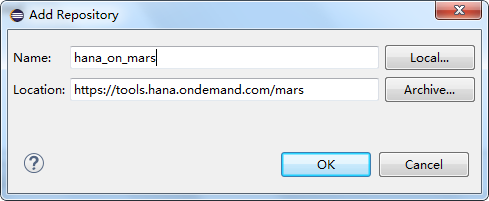 Add Repository
Name: hana_on_mars Local...
Location: https://tools.hana.ondemand.com/mars Archive...
? OK Cancel